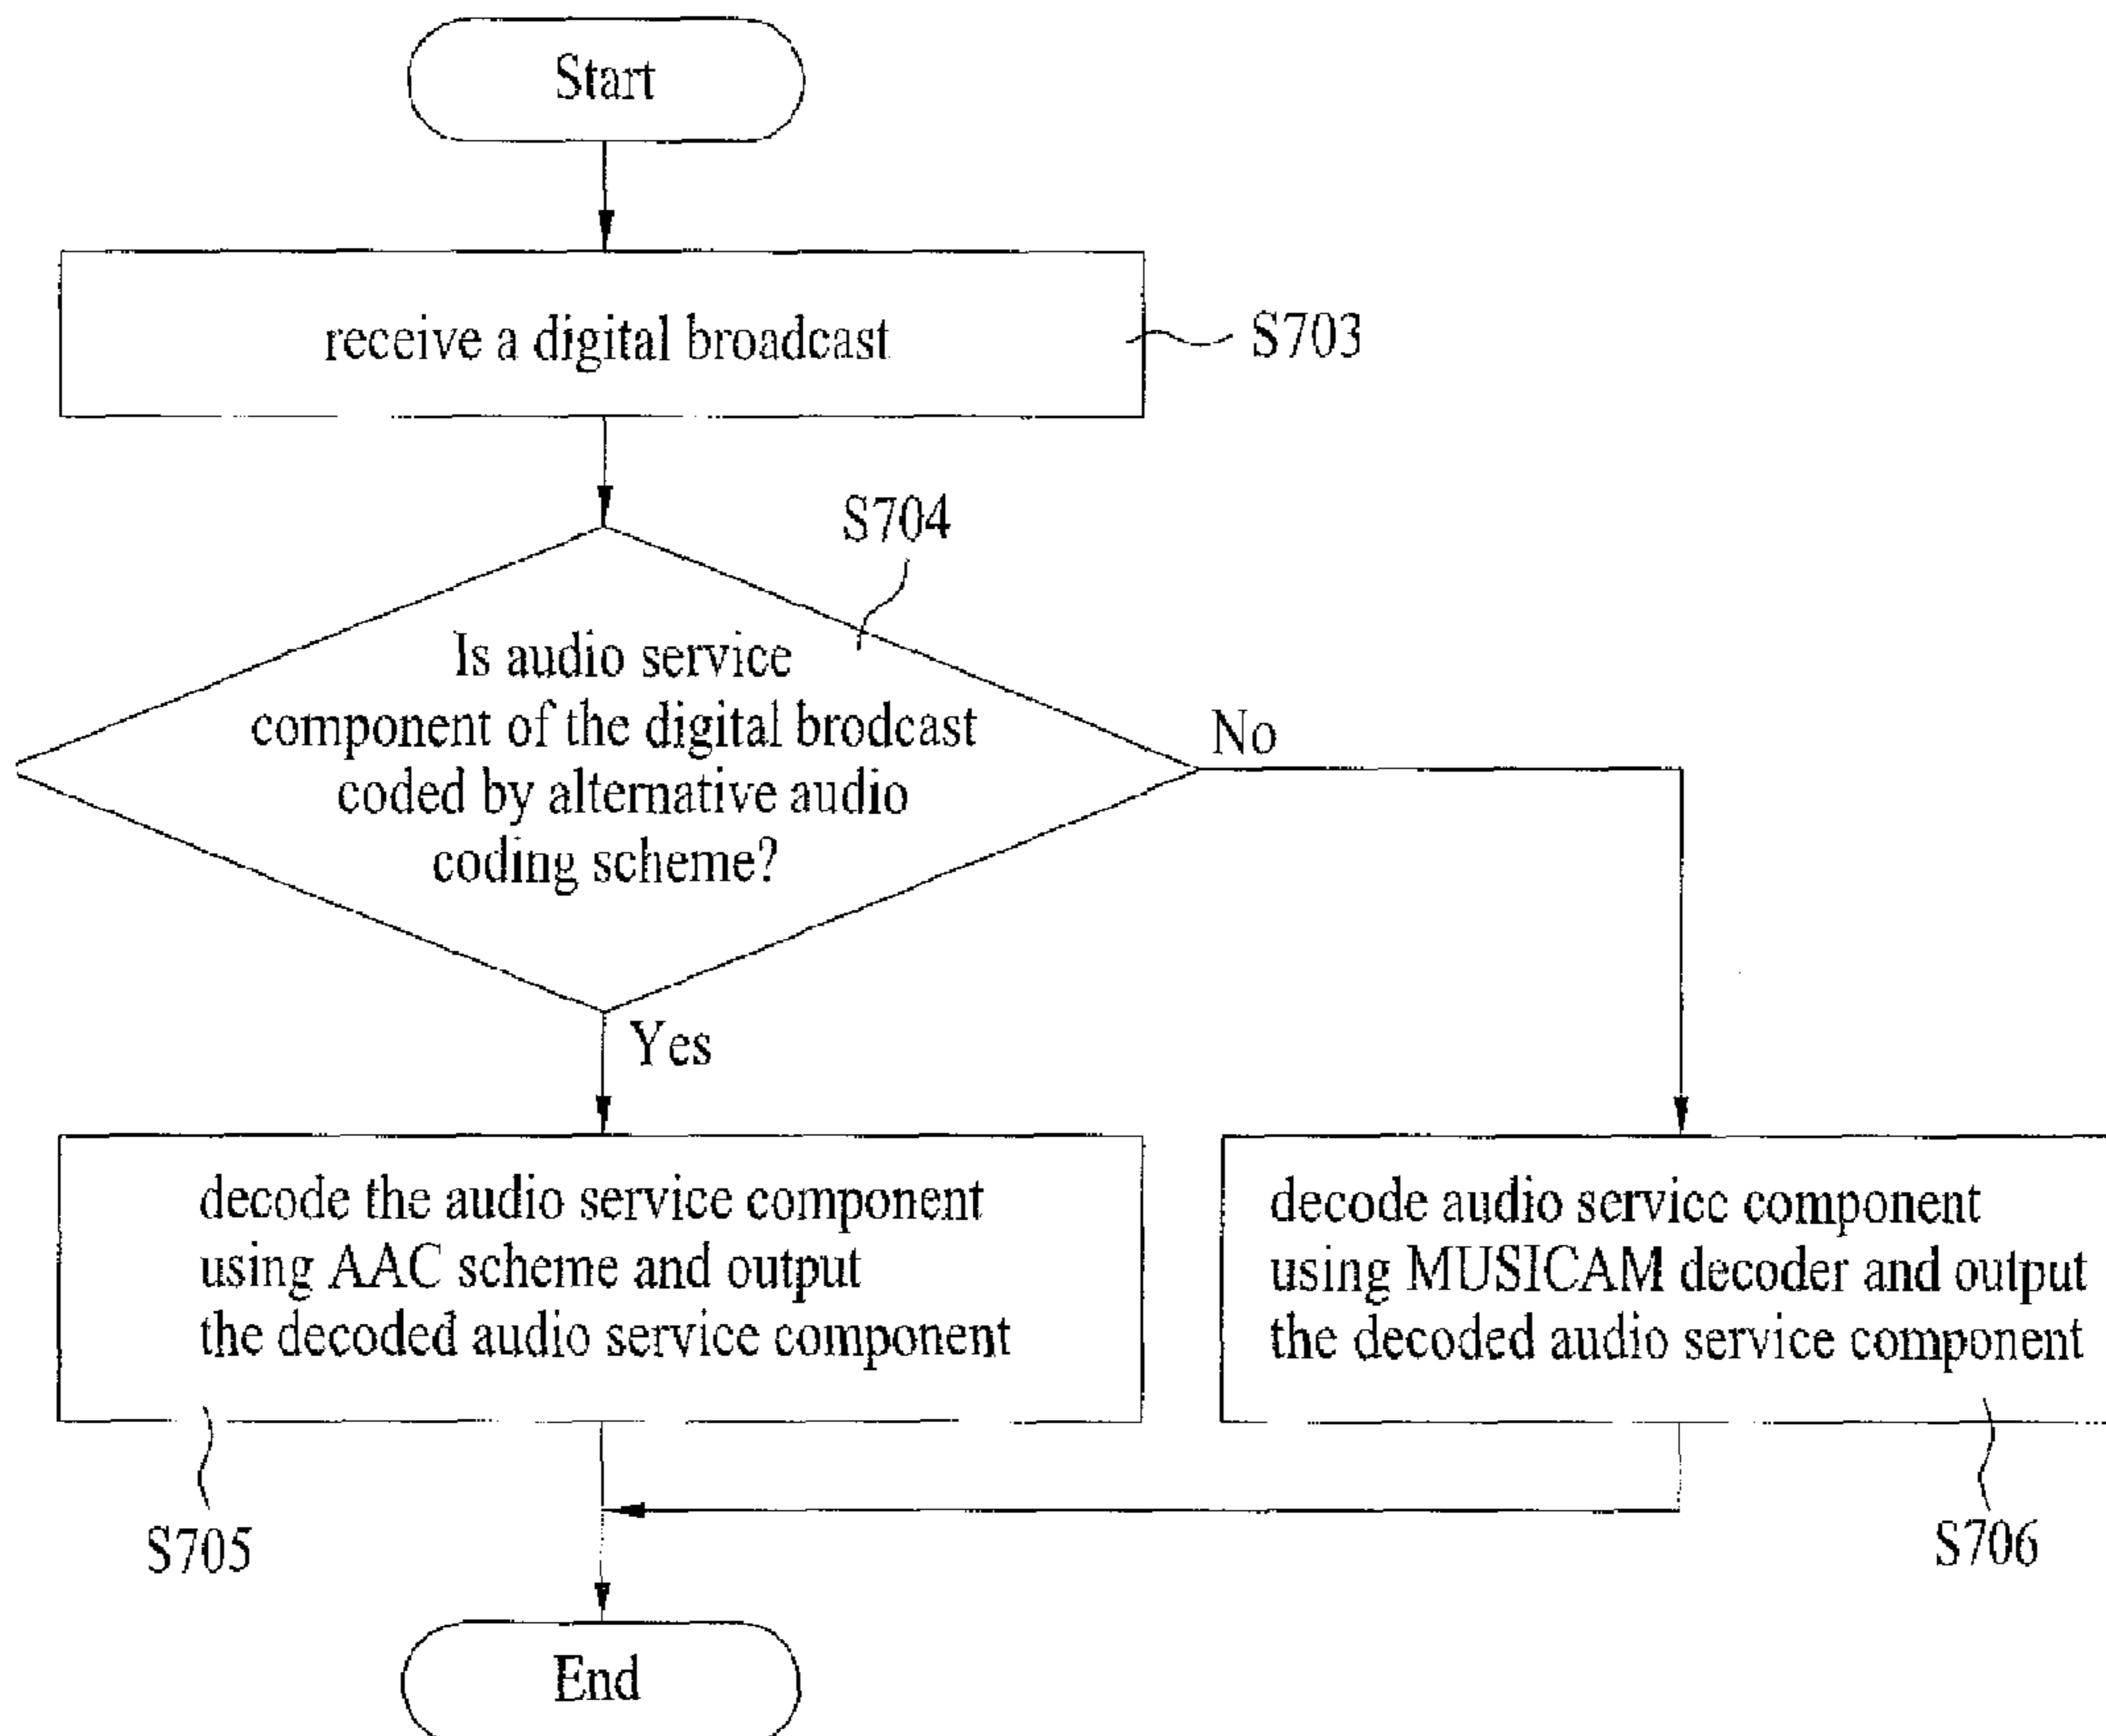 Start
receive a digital broadcast
S703
S704
Is audio service
component of the digital brodcast
coded by alternative audio
coding scheme?
No
Yes
decode the audio service component
using AAC scheme and output
the decoded audio service component
S705
decode audio service component
using MUSICAM decoder and output
the decoded audio service component
S706
End